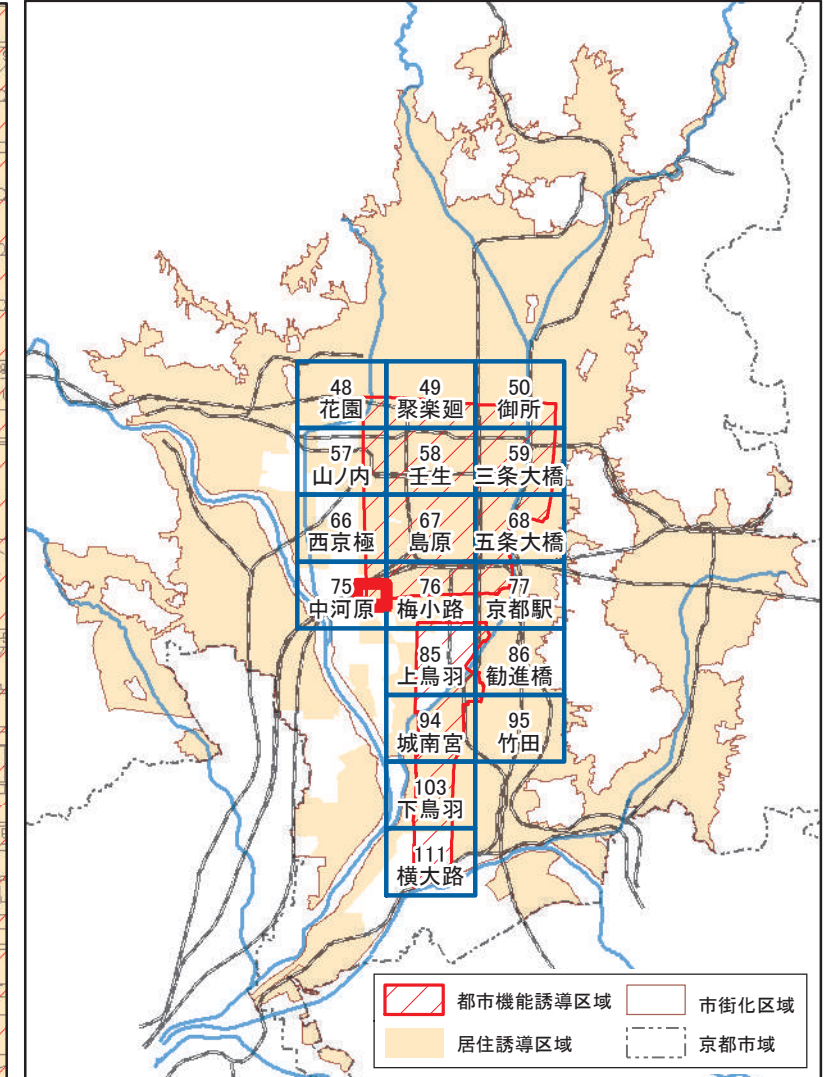 48
花園
49
聚楽廻
50
御所
57
山ノ内
58
壬生
59
三条大橋
66
西京極
67
島原
68
五条大橋
75
中河原
76
梅小路
77
京都駅
85
上鳥羽
86
勧進橋
94
城南宮
95
竹田
103
下鳥羽
111
横大路
都市機能誘導区域
市街化区域
居住誘導区域
京都市域